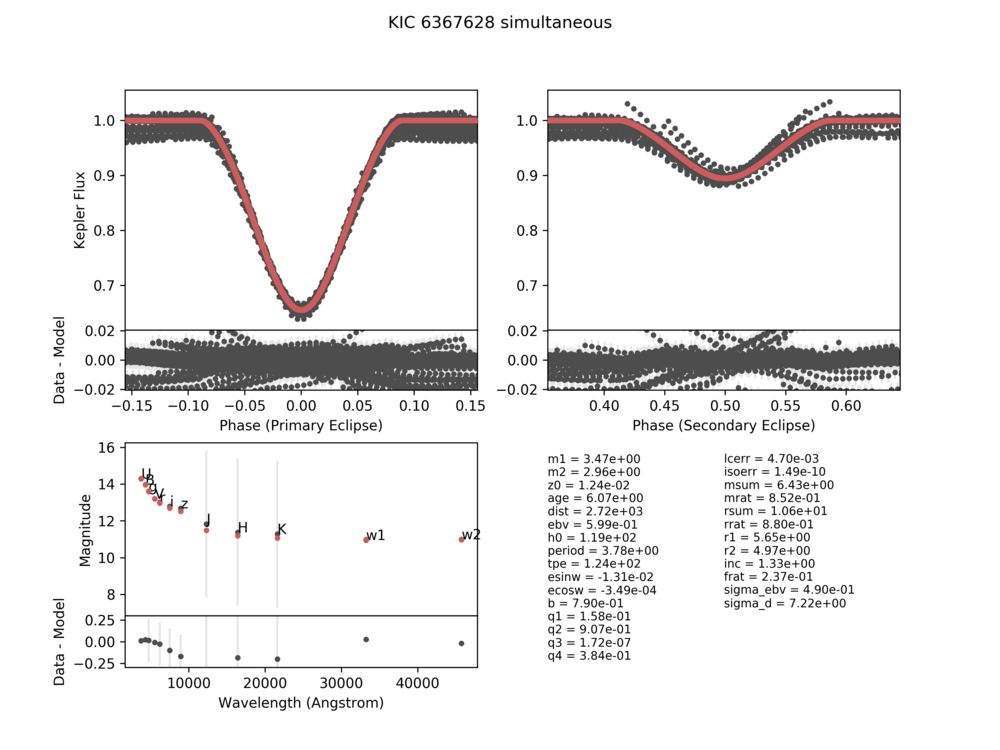 KIC 6367628 simultaneous
1.0
0.9
0.8
0.7
Kepler Flux
0.02
0.00
−0.02
Data - Model
−0.15 −0.10 −0.05 0.00 0.05 0.10 0.15
Phase (Primary Eclipse)
1.0
0.9
0.8
0.7
0.02
0.00
−0.02
0.40 0.45 0.50 0.55 0.60
Phase (Secondary Eclipse)
16
14
12
10
8
Magnitude
U
B
g
V
r
i
z
J
H
K
w1
w2
0.25
0.00
−0.25
Data - Model
10000 20000 30000 40000
Wavelength (Angstrom)
m1 = 3.47e+00
m2 = 2.96e+00
z0 = 1.24e-02
age = 6.07e+00
dist = 2.72e+03
ebv = 5.99e-01
h0 = 1.19e+02
period = 3.78e+00
tpe = 1.24e+02
esinw = -1.31e-02
ecosw = -3.49e-04
b = 7.90e-01
q1 = 1.58e-01
q2 = 9.07e-01
q3 = 1.72e-07
q4 = 3.84e-01
lcerr = 4.70e-03
isoerr = 1.49e-10
msum = 6.43e+00
mrat = 8.52e-01
rsum = 1.06e+01
rrat = 8.80e-01
r1 = 5.65e+00
r2 = 4.97e+00
inc = 1.33e+00
frat = 2.37e-01
sigma_ebv = 4.90e-01
sigma_d = 7.22e+00